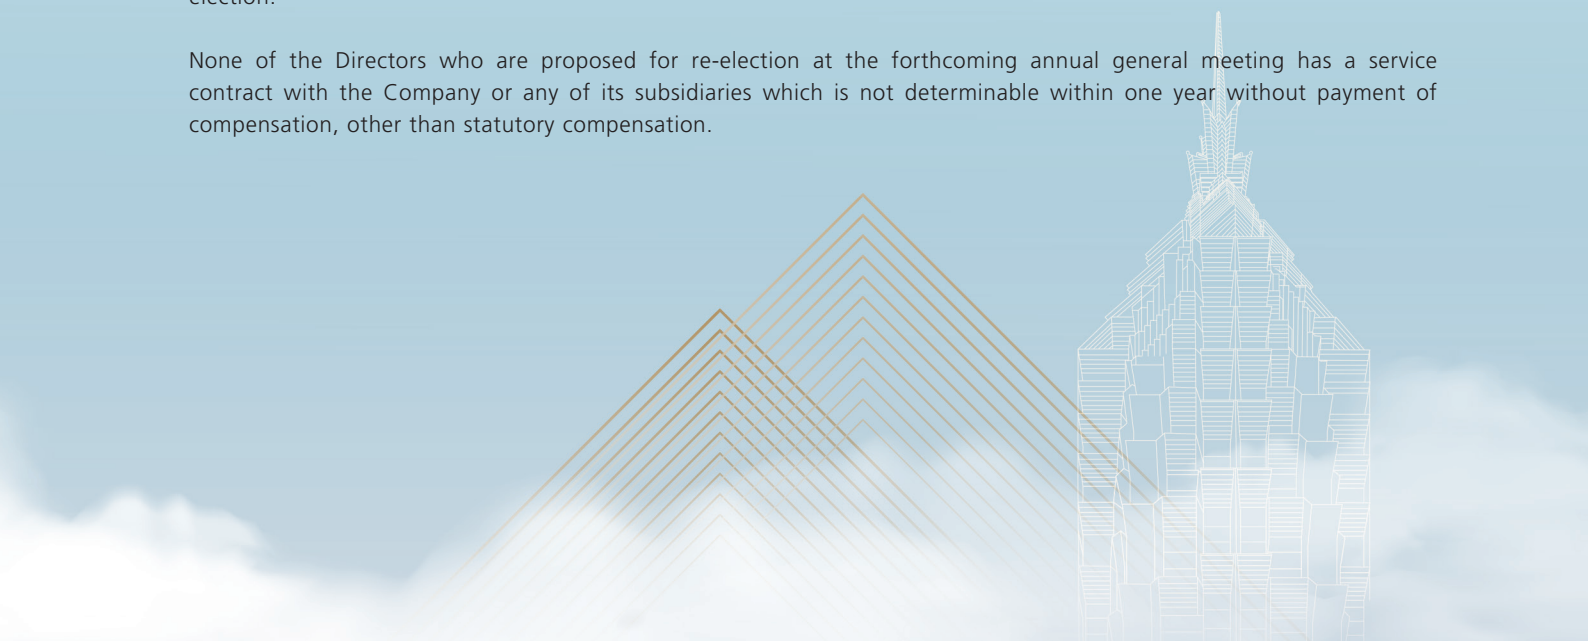 election.
None of the Directors who are proposed for re-election at the forthcoming annual general meeting has a service
contract with the Company or any of its subsidiaries which is not determinable within one year without payment of
compensation, other than statutory compensation.